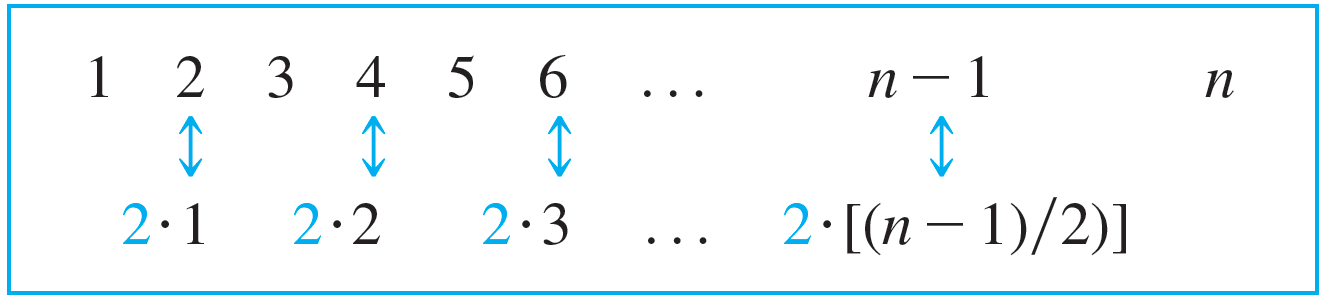 1 2 3 4 5 6 ... n − 1 n
2·1 2·2 2·3 ... 2·[(n − 1)/2)]